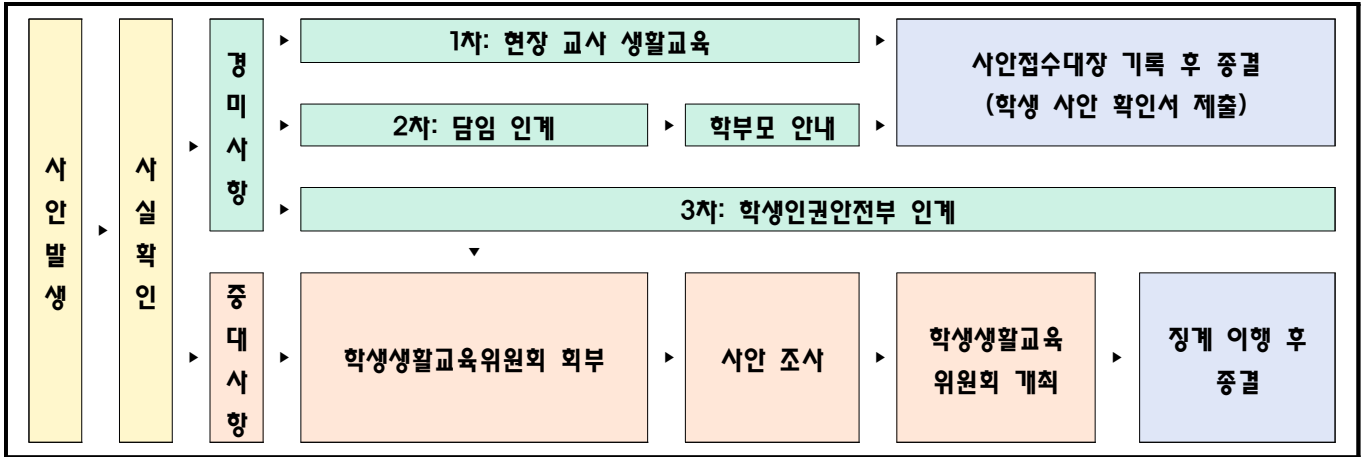 사안발생
▶
사실확인
▶
경미사항
▶
1차: 현장 교사 생활교육
▶
사안접수대장 기록 후 종결
(학생 사안 확인서 제출)
▶
2차: 담임 인계
▶
학부모 안내
▶
▶
3차: 학생인권안전부 인계
▼
▶
중대사항
▶
학생생활교육위원회 회부
▶
사안 조사
▶
학생생활교육
위원회 개최
▶
징계 이행 후
종결